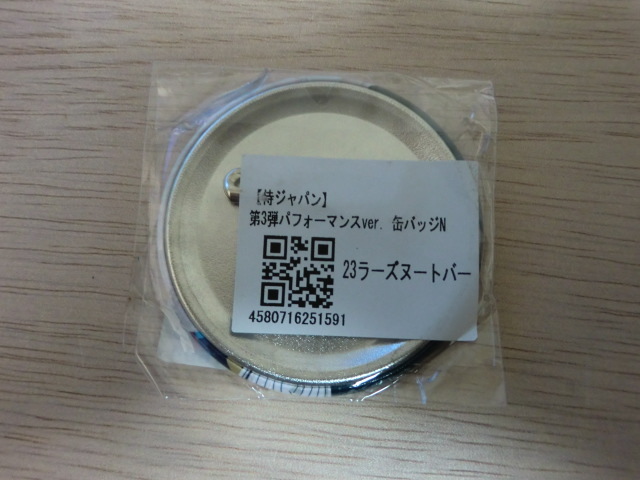 【侍ジャパン】
第3弾パフォーマンスver. 缶バッジN
23ラーズヌートバー
4580716251591